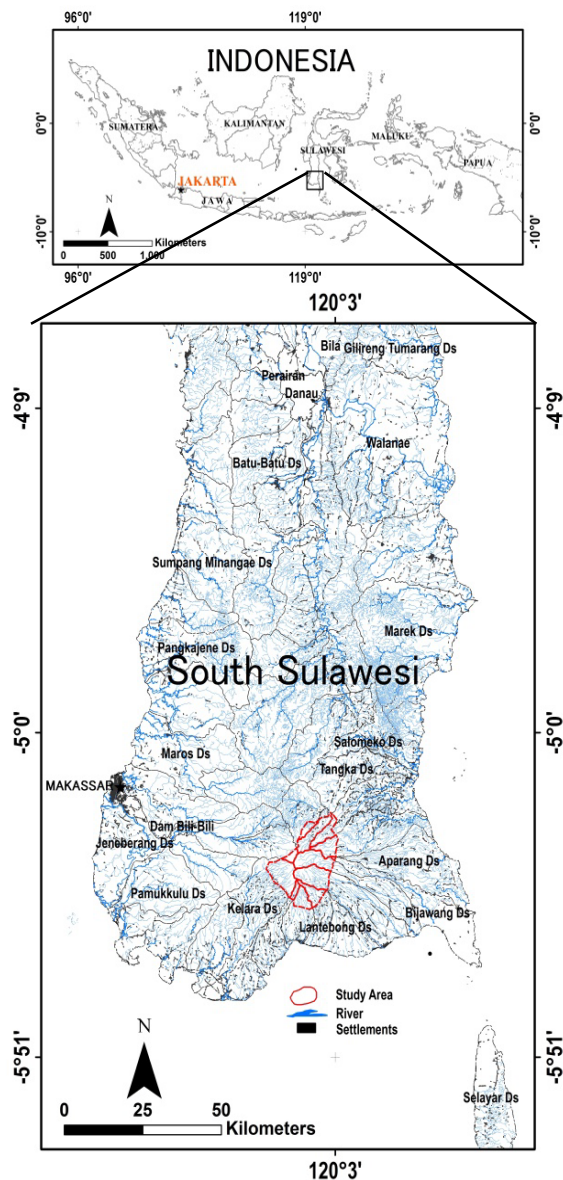 96°0'
119°0'
INDONESIA
0°0'
0°0'
SUMATERA
KALIMANTAN
MALUKU
SULAWESI
PAPUA
JAKARTA
JAWA
N
-10°0'
-10°0'
0 500 1,000 Kilometers
96°0'
119°0'
120°3'
Bila Gilireng Tumarang Ds
Perairan
Danau
-4°9'
-4°9'
Walanae
Batu-Batu Ds
Sumpang Minangae Ds
Marek Ds
Pangkajene Ds
South Sulawesi
-5°0'
-5°0'
Salomeko Ds
Maros Ds
Tangka Ds
MAKASSAR
Dam Bili-Bili
Jeneberang Ds
Aparang Ds
Pamukkulu Ds
Kelara Ds
Bijawang Ds
Lantebong Ds
Study Area
River
Settlements
N
-5°51'
-5°51'
Selayar Ds
0 25 50
Kilometers
120°3'